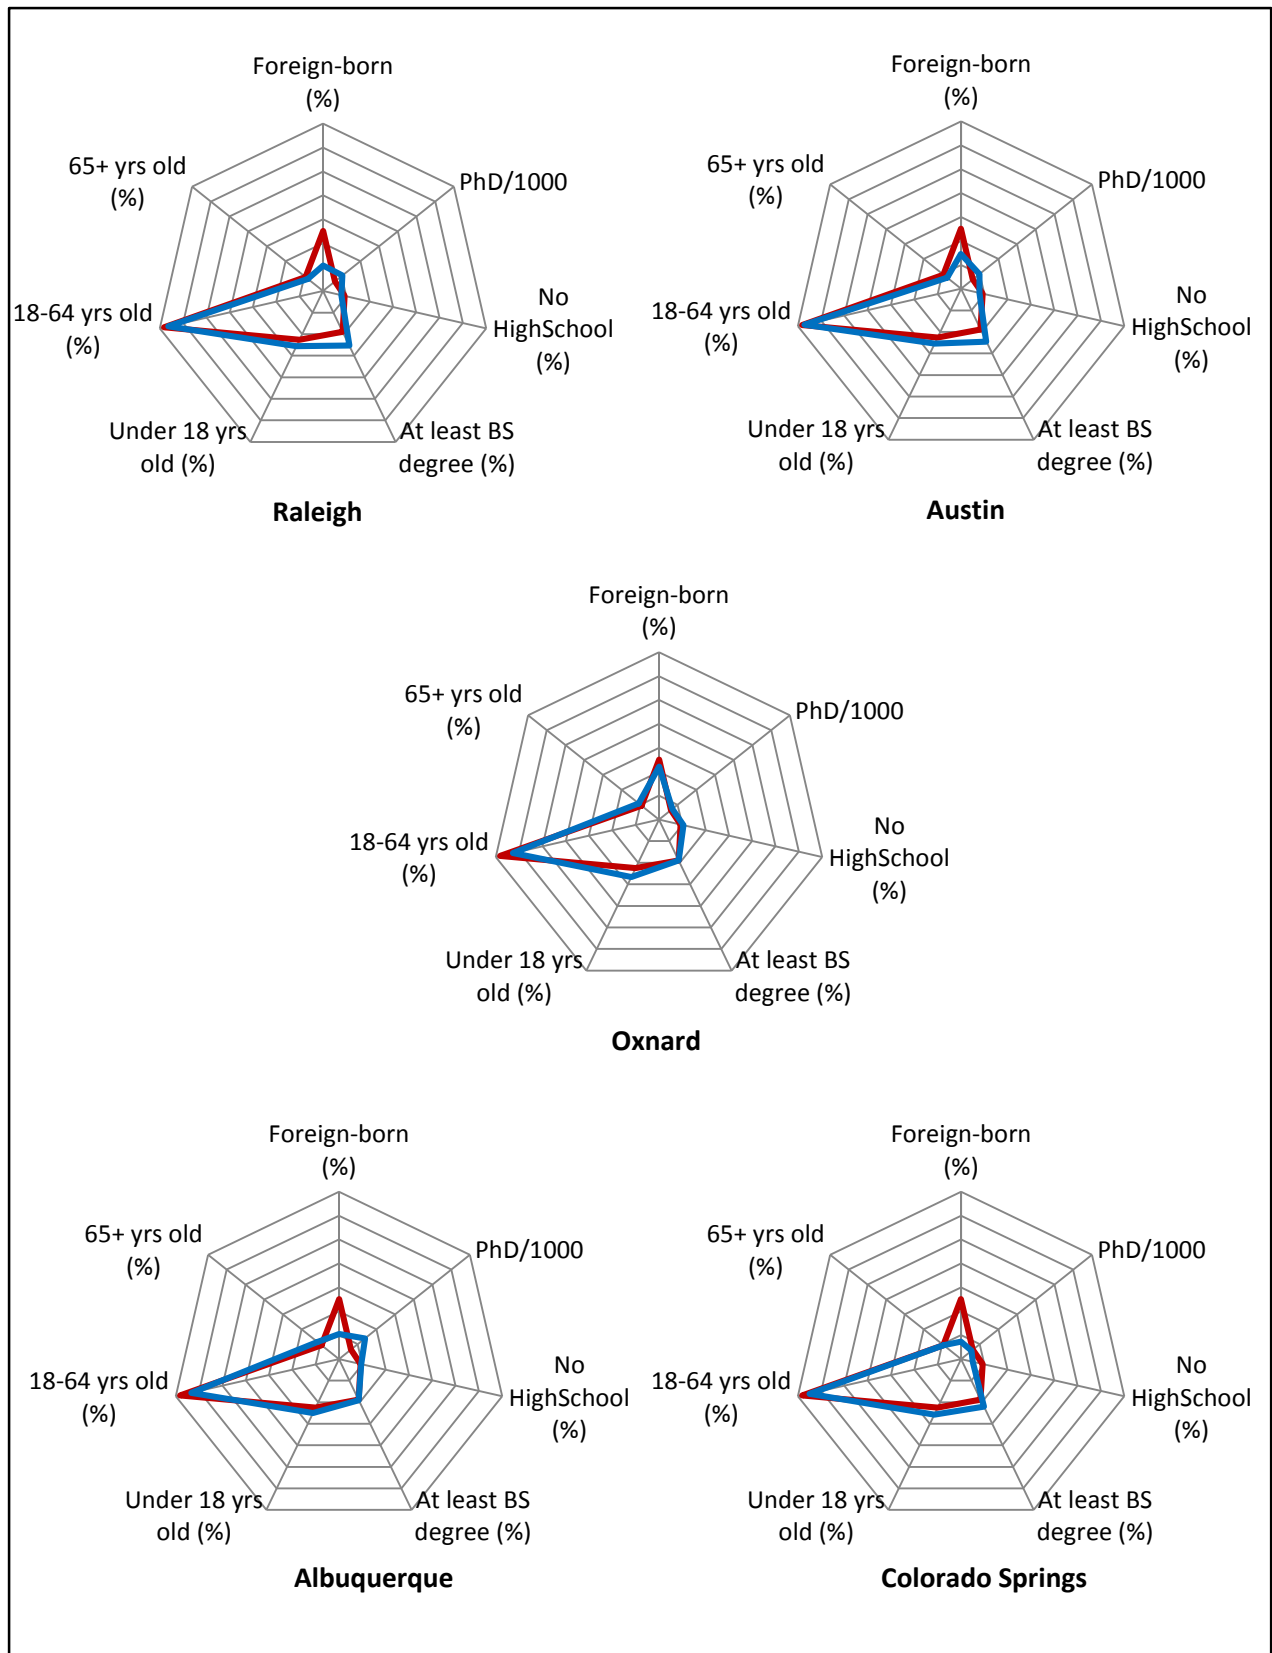 Foreign-born
(%)
PhD/1000
No
HighSchool
(%)
At least BS
degree (%)
Under 18 yrs
old (%)
18-64 yrs old
(%)
65+ yrs old
(%)
Raleigh
Foreign-born
(%)
PhD/1000
No
HighSchool
(%)
At least BS
degree (%)
Under 18 yrs
old (%)
18-64 yrs old
(%)
65+ yrs old
(%)
Austin
Foreign-born
(%)
PhD/1000
No
HighSchool
(%)
At least BS
degree (%)
Under 18 yrs
old (%)
18-64 yrs old
(%)
65+ yrs old
(%)
Oxnard
Foreign-born
(%)
PhD/1000
No
HighSchool
(%)
At least BS
degree (%)
Under 18 yrs
old (%)
18-64 yrs old
(%)
65+ yrs old
(%)
Albuquerque
Foreign-born
(%)
PhD/1000
No
HighSchool
(%)
At least BS
degree (%)
Under 18 yrs
old (%)
18-64 yrs old
(%)
65+ yrs old
(%)
Colorado Springs